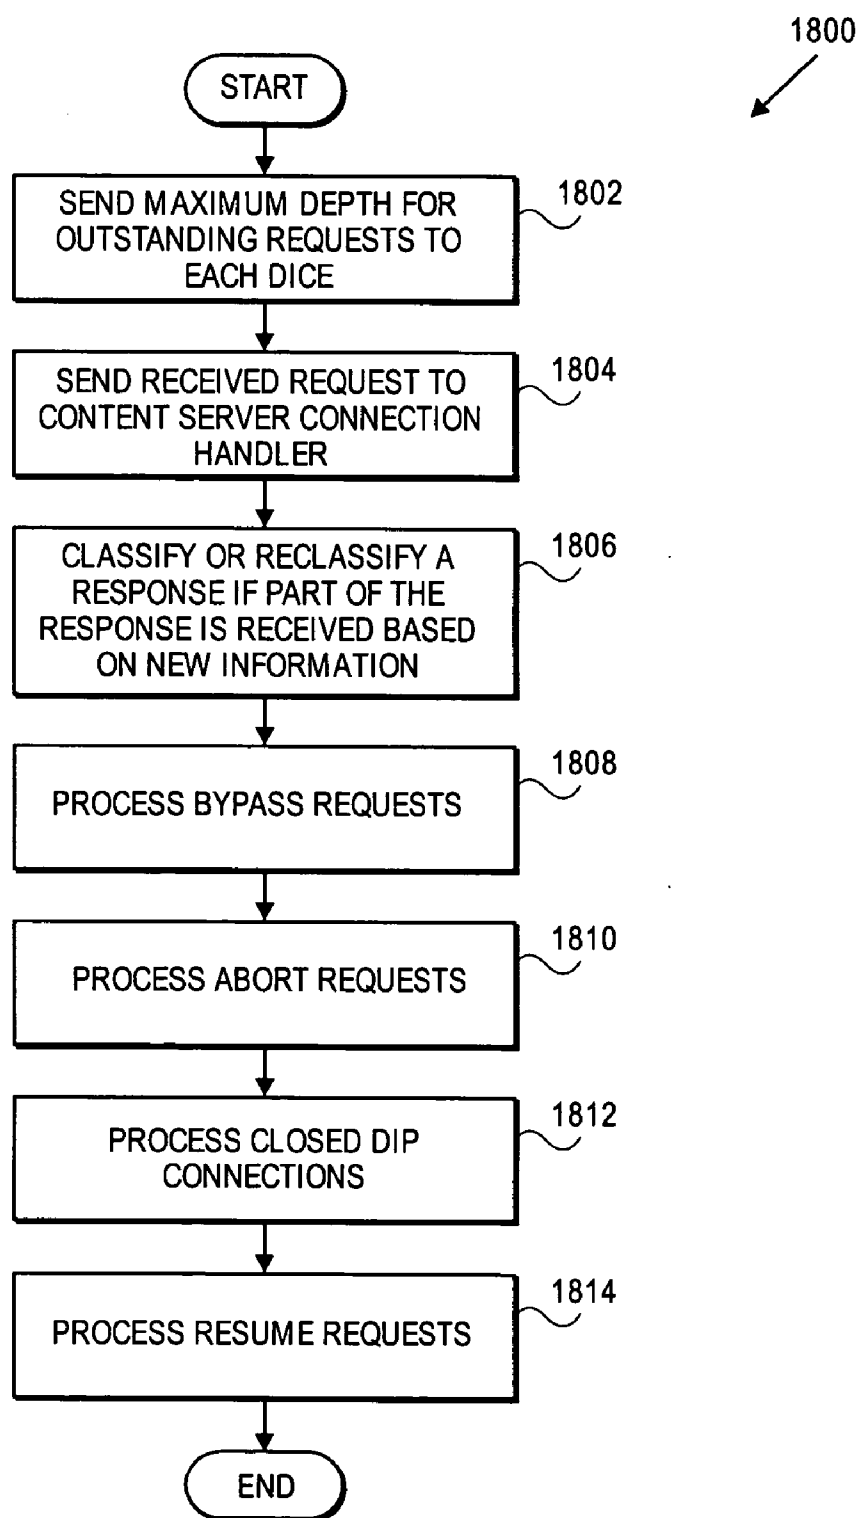 1800
START
SEND MAXIMUM DEPTH FOR
OUTSTANDING REQUESTS TO
EACH DICE
1802
SEND RECEIVED REQUEST TO
CONTENT SERVER CONNECTION
HANDLER
1804
CLASSIFY OR RECLASSIFY A
RESPONSE IF PART OF THE
RESPONSE IS RECEIVED BASED
ON NEW INFORMATION
1806
PROCESS BYPASS REQUESTS
1808
PROCESS ABORT REQUESTS
1810
PROCESS CLOSED DIP
CONNECTIONS
1812
PROCESS RESUME REQUESTS
1814
END